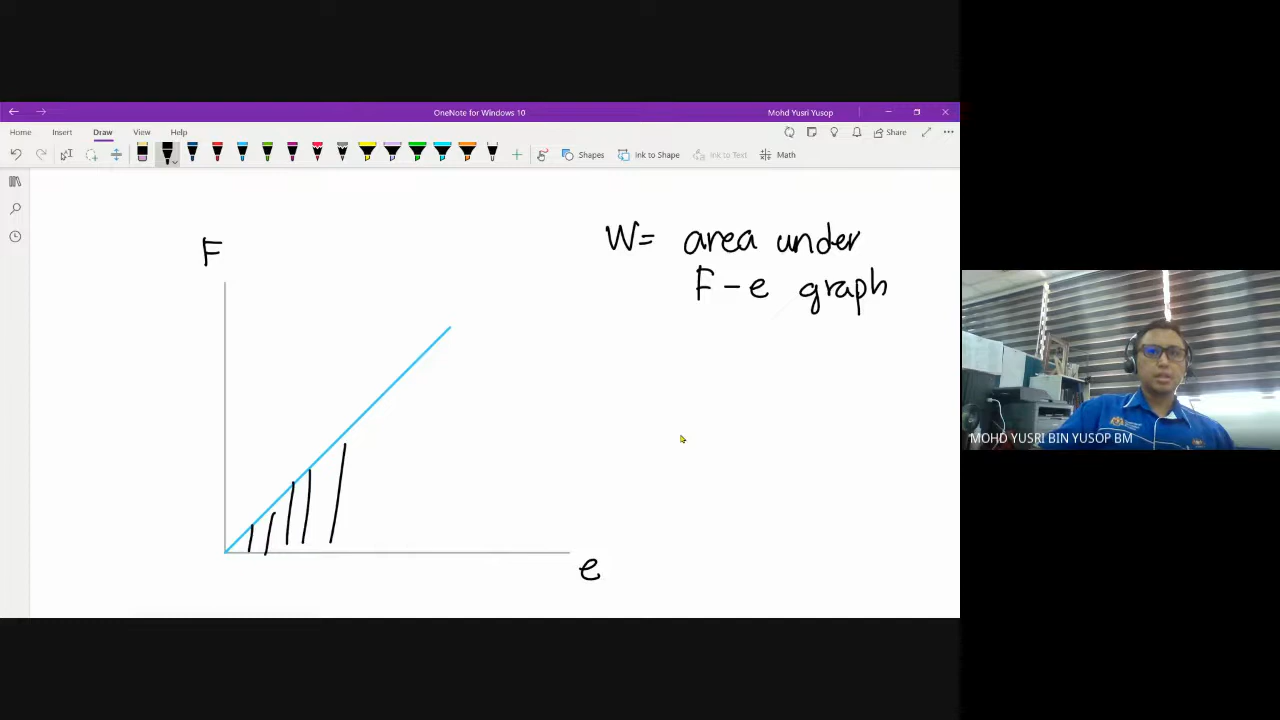 OneNote for Windows 10
Mohd Yusri Yusop
Home Insert Draw View Help
Share
Shapes Ink to Shape Ink to Text Math
F
W= area under
F-e graph
e
MOHD YUSRI BIN YUSOP BM